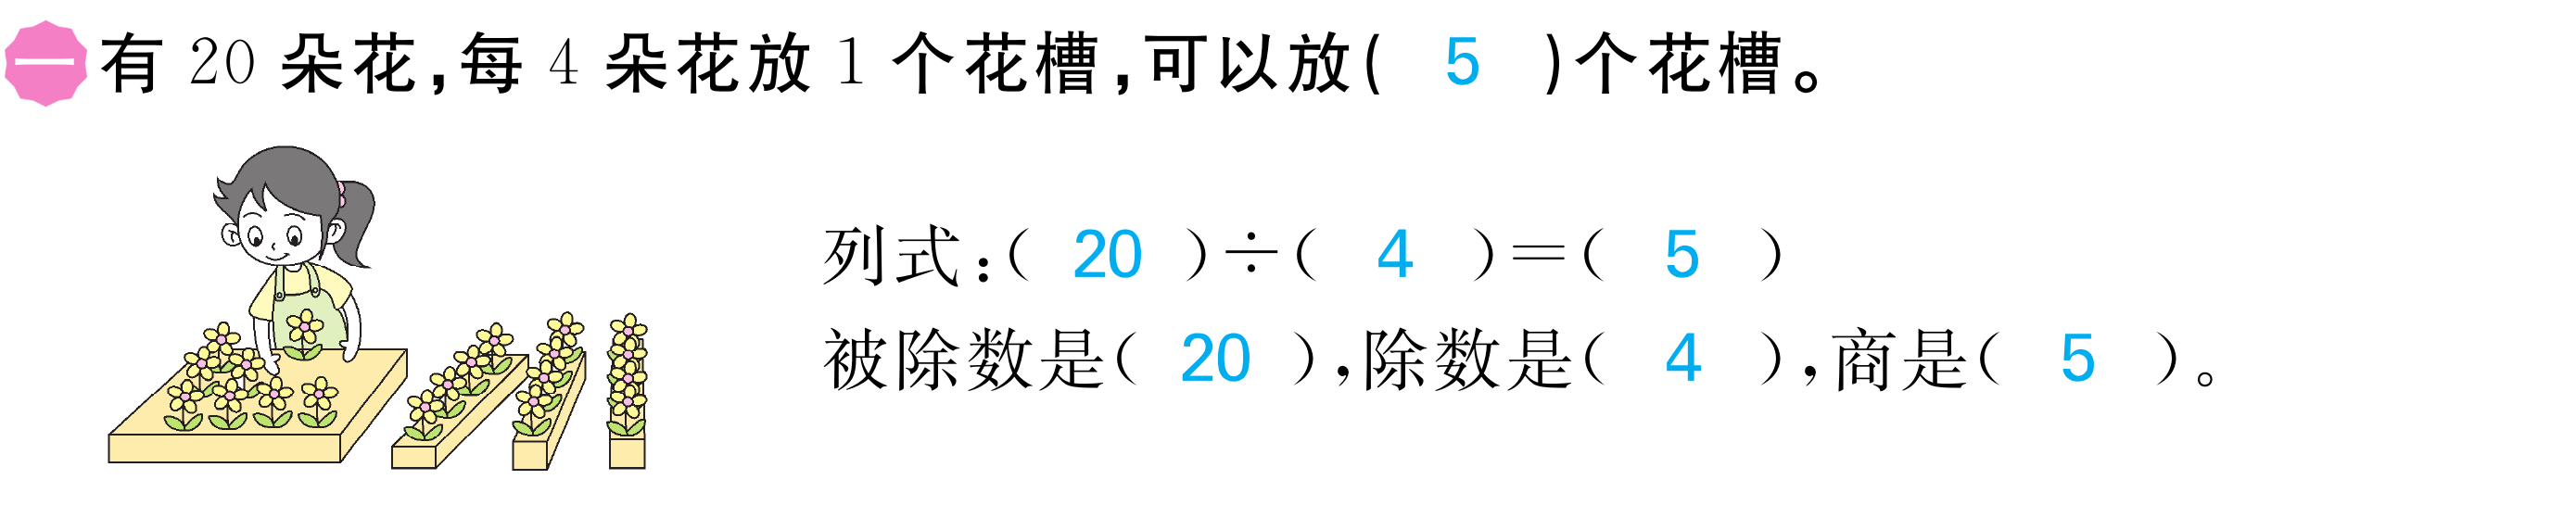 一 有 20 朵花,每 4 朵花放 1 个花槽,可以放( 5 )个花槽。
列式:( 20 )÷( 4 )=( 5 )
被除数是( 20 ),除数是( 4 ),商是( 5 )。